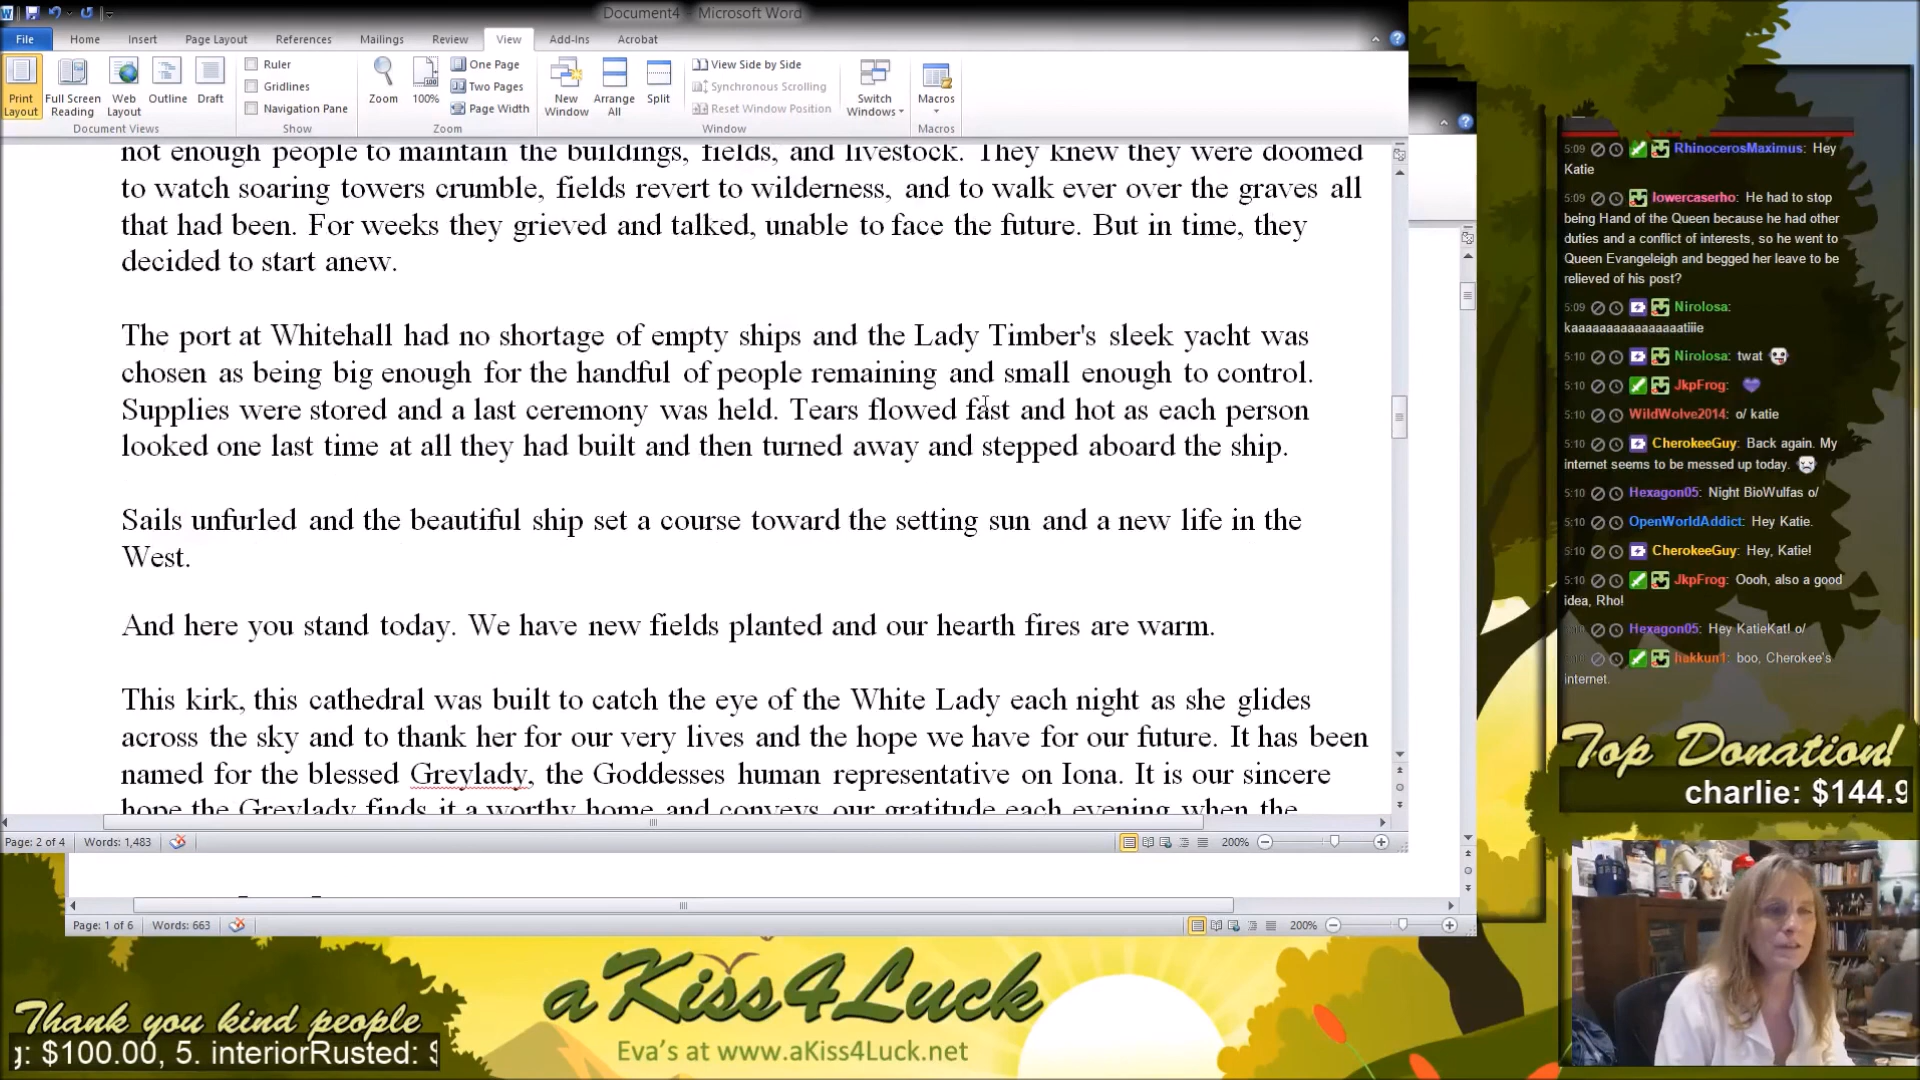 Document4 - Microsoft Word
File Home Insert Page Layout References Mailings Review View Add-Ins Acrobat
Print Layout
Full Screen Reading
Web Layout
Outline
Draft
Document Views
Ruler
Gridlines
Navigation Pane
Show
Zoom
100%
One Page
Two Pages
Page Width
Zoom
New Window
Arrange All
Split
View Side by Side
Synchronous Scrolling
Reset Window Position
Window
Switch Windows
Macros
Macros
not enough people to maintain the buildings, fields, and livestock. They knew they were doomed
to watch soaring towers crumble, fields revert to wilderness, and to walk ever over the graves all
that had been. For weeks they grieved and talked, unable to face the future. But in time, they
decided to start anew.
The port at Whitehall had no shortage of empty ships and the Lady Timber's sleek yacht was
chosen as being big enough for the handful of people remaining and small enough to control.
Supplies were stored and a last ceremony was held. Tears flowed fast and hot as each person
looked one last time at all they had built and then turned away and stepped aboard the ship.
Sails unfurled and the beautiful ship set a course toward the setting sun and a new life in the
West.
And here you stand today. We have new fields planted and our hearth fires are warm.
This kirk, this cathedral was built to catch the eye of the White Lady each night as she glides
across the sky and to thank her for our very lives and the hope we have for our future. It has been
named for the blessed Greylady, the Goddesses human representative on Iona. It is our sincere
hope the Greylady finds it a worthy home and conveys our gratitude each evening when the
Page: 2 of 4 Words: 1,483 200%
Page: 1 of 6 Words: 663 200%
5:09 RhinocerosMaximus: Hey
Katie
5:09 lowercaserho: He had to stop
being Hand of the Queen because he had other
duties and a conflict of interests, so he went to
Queen Evangeleigh and begged her leave to be
relieved of his post?
5:09 Nirolosa:
kaaaaaaaaaaaaaaaatiiie
5:10 Nirolosa: twat
5:10 JkpFrog:
5:10 WildWolve2014: o/ katie
5:10 CherokeeGuy: Back again. My
internet seems to be messed up today.
5:10 Hexagon05: Night BioWulfas o/
5:10 OpenWorldAddict: Hey Katie.
5:10 CherokeeGuy: Hey, Katie!
5:10 JkpFrog: Oooh, also a good
idea, Rho!
Hexagon05: Hey KatieKat! o/
hakkun1: boo, Cherokee's
internet.
Top Donation!
charlie: $144.9
Thank you kind people
g: $100.00, 5. interiorRusted: $
aKiss4Luck
Eva's at www.aKiss4Luck.net